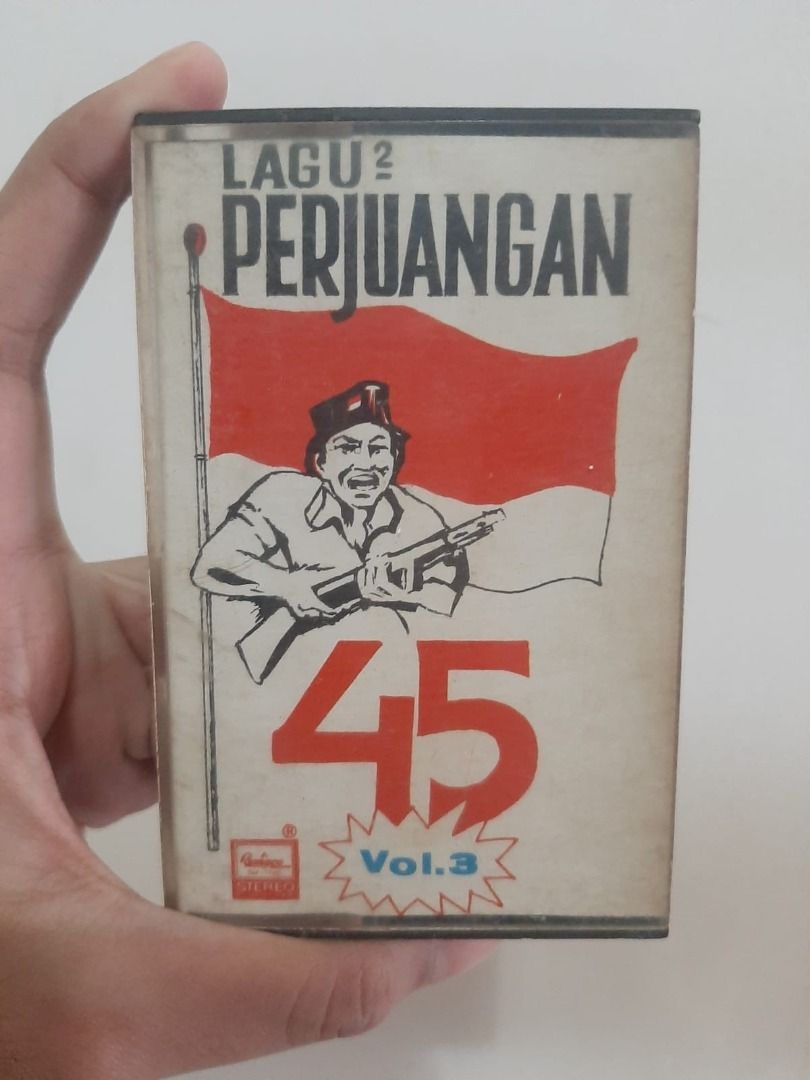 LAGU²
PERJUANGAN
45
Vol.3
®
STEREO